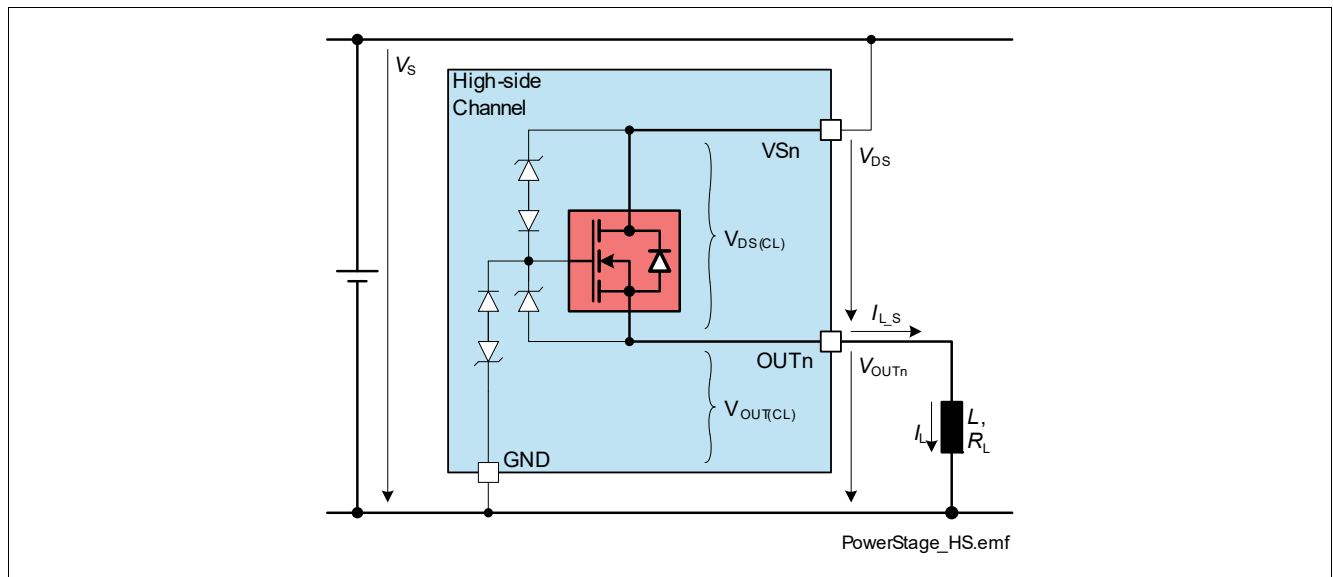 VS
High-side
Channel
VSn
VDS
VDS(CL)
IL_S
OUTn
VOUTn
VOUT(CL)
IL
L,
RL
GND
PowerStage_HS.emf